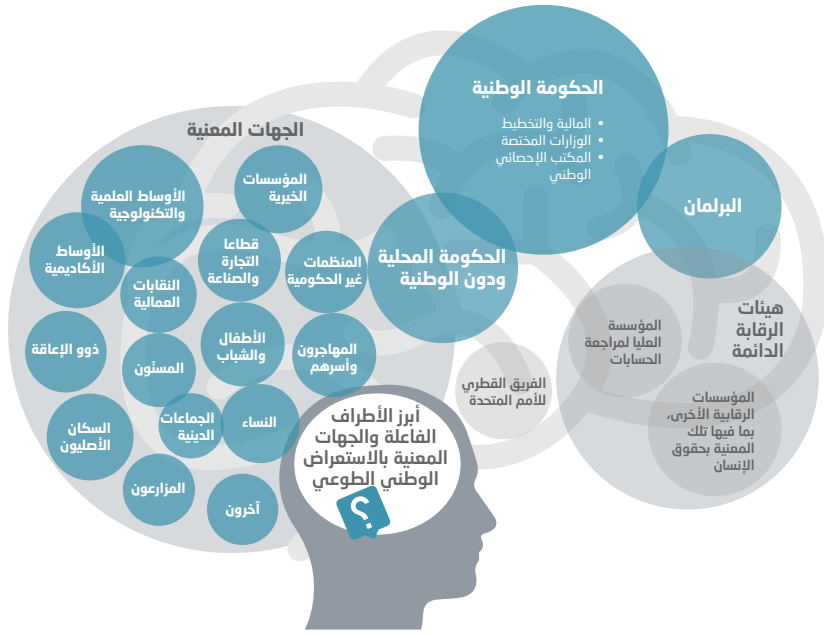 الحكومة الوطنية
• المالية والتخطيط
• الوزارات المختصة
• المكتب الإحصائي
الوطني
البرلمان
الحكومة المحلية
ودون الوطنية
هيئات
الرقابة
الدائمة
المؤسسة
العليا لمراجعة
الحسابات
المؤسسات
الرقابية الأخرى،
بما فيها تلك
المعنية بحقوق
الإنسان
الفريق القطري
للأمم المتحدة
الجهات المعنية
المؤسسات
الخيرية
الأوساط العلمية
والتكنولوجية
قطاعا
التجارة
والصناعة
المنظمات
غير الحكومية
الأوساط
الأكاديمية
النقابات
العمالية
المهاجرون
وأسرهم
الأطفال
والشباب
المسنّون
ذوو الإعاقة
النساء
الجماعات
الدينية
السكان
الأصليون
المزارعون
آخرون
أبرز الأطراف
الفاعلة والجهات
المعنية بالاستعراض
الوطني الطوعي
؟